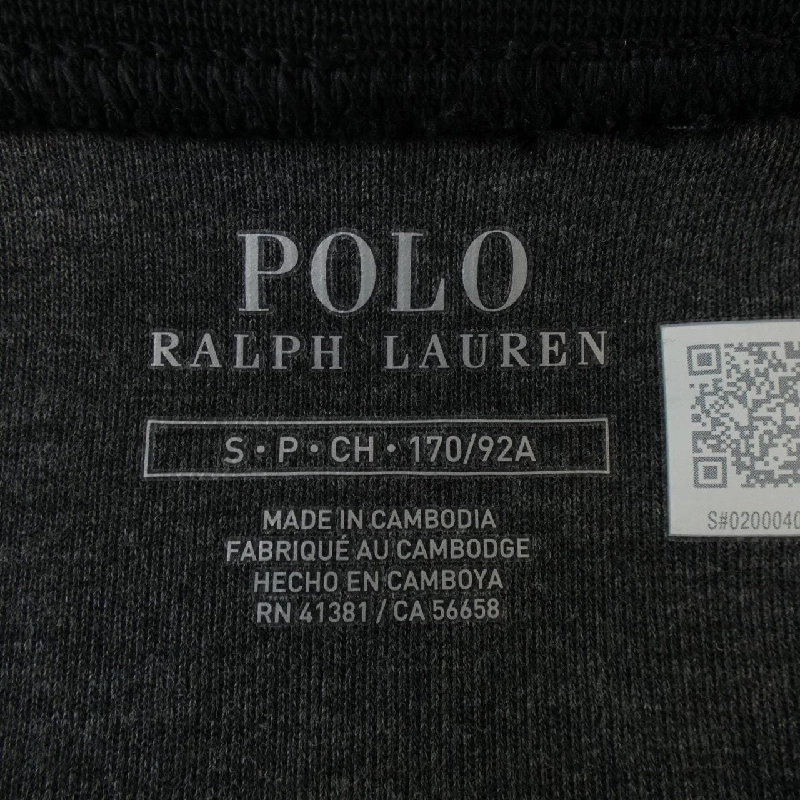 POLO
RALPH LAUREN
S • P • CH • 170/92A
MADE IN CAMBODIA
FABRIQUÉ AU CAMBODGE
HECHO EN CAMBOYA
RN 41381 / CA 56658
S#0200040